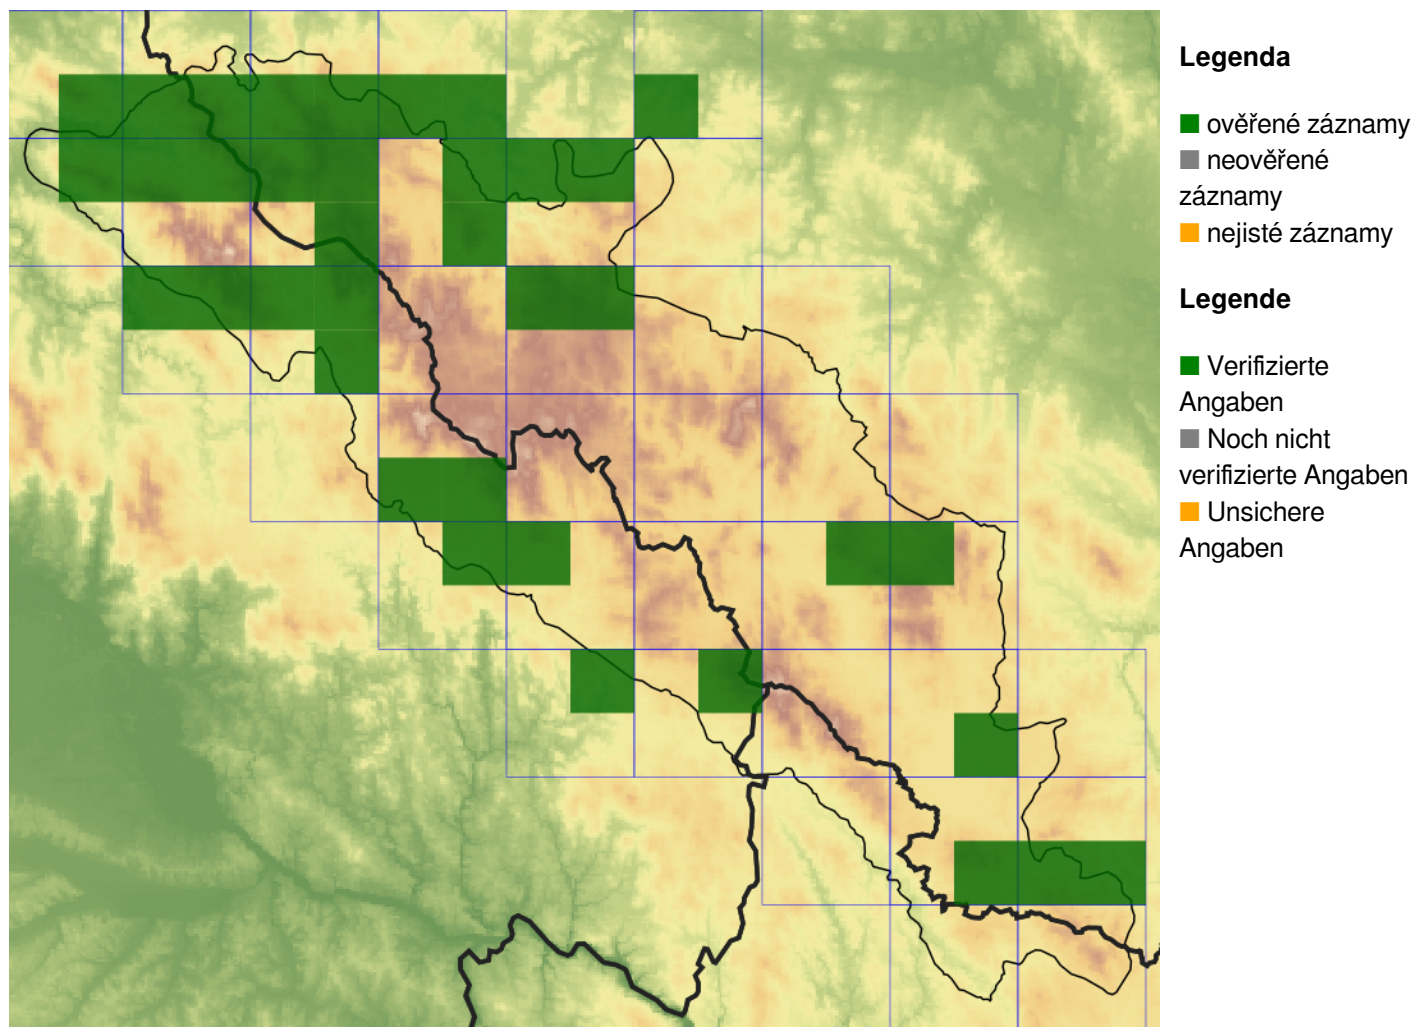 Legenda
ověřené záznamy
neověřené
záznamy
nejisté záznamy
Legende
Verifizierte
Angaben
Noch nicht
verifizierte Angaben
Unsichere
Angaben